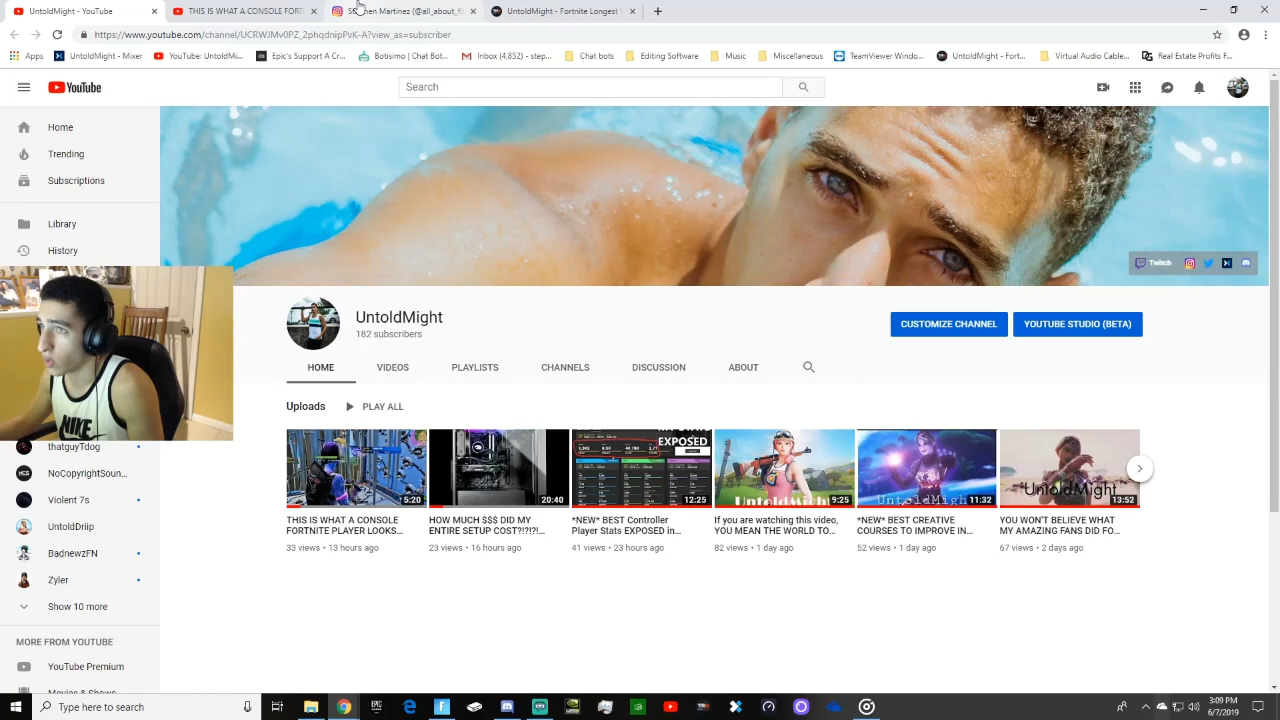 UntoldMight - YouTube
THIS IS WHAT A CONSOLE FORTNI
en Martinez (@all_about_fi
UntoldMight - Fortnite Longest V
https://www.youtube.com/channel/UCRWJMv0PZ_2phqdnipPvK-A?view_as=subscriber
Apps
UntoldMight - Mixer
YouTube: UntoldMi...
Epic's Support A Cr...
Botisimo | Chat Bot...
Inbox (4,852) - step...
Chat bots
Editing Software
Music
Miscellaneous
TeamViewer Window...
UntoldMight - Fort...
Virtual Audio Cable...
Real Estate Profits F...
YouTube
Search
Home
Trending
Subscriptions
Library
History
Twitch
UntoldMight
182 subscribers
CUSTOMIZE CHANNEL
YOUTUBE STUDIO (BETA)
HOME
VIDEOS
PLAYLISTS
CHANNELS
DISCUSSION
ABOUT
Uploads
PLAY ALL
NIKE
5:20
20:40
EXPOSED
12:25
UntoldMight
9:25
UntoldMigh
11:32
UntoldMight
13:52
THIS IS WHAT A CONSOLE
FORTNITE PLAYER LOOKS...
33 views • 13 hours ago
HOW MUCH $$$ DID MY
ENTIRE SETUP COST?!?!?!...
23 views • 16 hours ago
*NEW* BEST Controller
Player Stats EXPOSED in...
41 views • 23 hours ago
If you are watching this video,
YOU MEAN THE WORLD TO...
82 views • 1 day ago
*NEW* BEST CREATIVE
COURSES TO IMPROVE IN...
52 views • 1 day ago
YOU WON'T BELIEVE WHAT
MY AMAZING FANS DID FO...
67 views • 2 days ago
thatguyTdog
NoCopyrightSoun...
Violent 7s
UntoldDriip
BadnewzFN
Zyler
Show 10 more
MORE FROM YOUTUBE
YouTube Premium
Movies & Shows
Type here to search
3:09 PM
6/7/2019